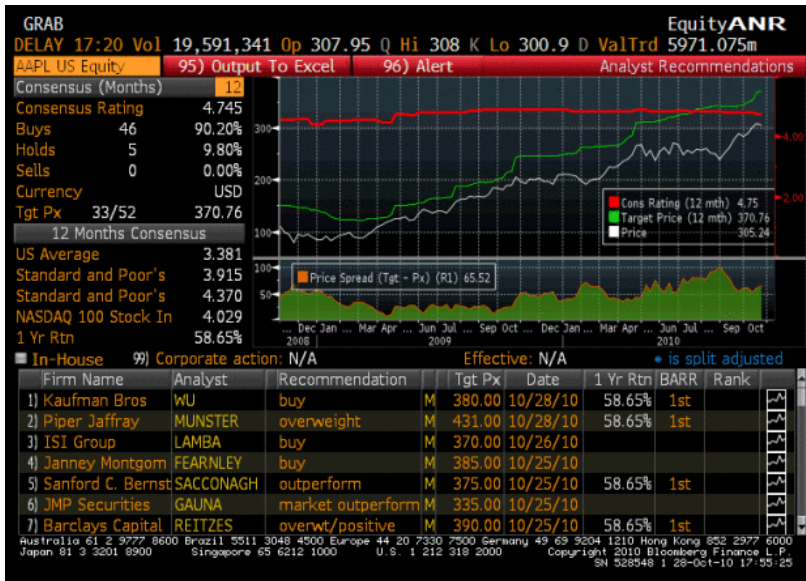 GRAB EquityANR
DELAY 17:20 Vol 19,591,341 Op 307.95 Q Hi 308 K Lo 300.9 D ValTrd 5971.075m
AAPL US Equity 95) Output To Excel 96) Alert Analyst Recommendations
Consensus (Months) 12
Consensus Rating 4.745
Buys 46 90.20%
Holds 5 9.80%
Sells 0 0.00%
Currency USD
Tgt Px 33/52 370.76
12 Months Consensus
US Average 3.381
Standard and Poor's 3.915
Standard and Poor's 4.370
NASDAQ 100 Stock In 4.029
1 Yr Rtn 58.65%
300
200
100
4.00
2.00
Cons Rating (12 mth) 4.75
Target Price (12 mth) 370.76
Price 305.24
100
50
Price Spread (Tgt - Px) (R1) 65.52
... Dec Jan ... Mar Apr ... Jun Jul ... Sep Oct ... Dec Jan ... Mar Apr ... Jun Jul ... Sep Oct
2008 2009 2010
In-House 99) Corporate action: N/A Effective: N/A * is split adjusted
Firm Name Analyst Recommendation Tgt Px Date 1 Yr Rtn BARR Rank
1) Kaufman Bros WU buy M 380.00 10/28/10 58.65% 1st
2) Piper Jaffray MUNSTER overweight M 431.00 10/28/10 58.65% 1st
3) ISI Group LAMBA buy M 370.00 10/26/10
4) Janney Montgom FEARNLEY buy M 385.00 10/25/10
5) Sanford C. Bernst SACCONAGH outperform M 375.00 10/25/10 58.65% 1st
6) JMP Securities GAUNA market outperform M 335.00 10/25/10
7) Barclays Capital REITZES overwt/positive M 390.00 10/25/10 58.65% 1st
Australia 61 2 9777 8600 Brazil 5511 3048 4500 Europe 44 20 7330 7500 Germany 49 69 9204 1210 Hong Kong 852 2977 6000
Japan 81 3 3201 8900 Singapore 65 6212 1000 U.S. 1 212 318 2000 Copyright 2010 Bloomberg Finance L.P.
SN 528548 1 28-Oct-10 17:55:25